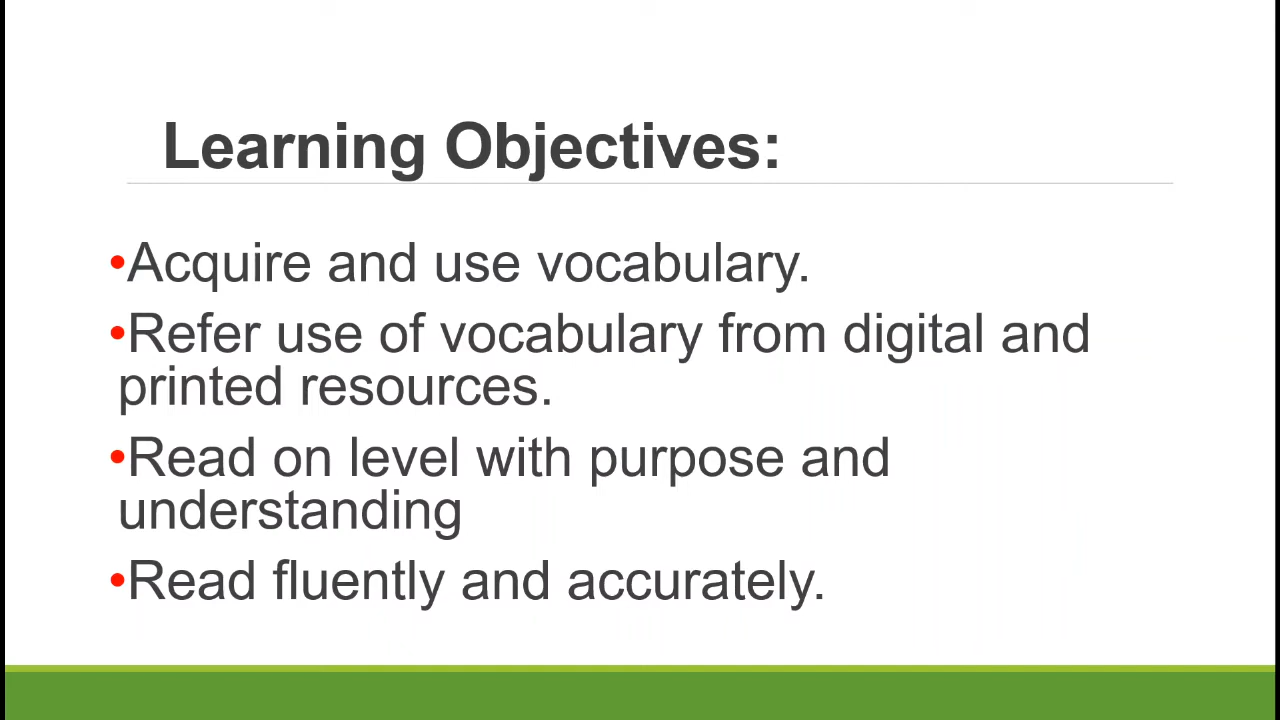 Learning Objectives:
•Acquire and use vocabulary.
•Refer use of vocabulary from digital and
printed resources.
•Read on level with purpose and
understanding
•Read fluently and accurately.